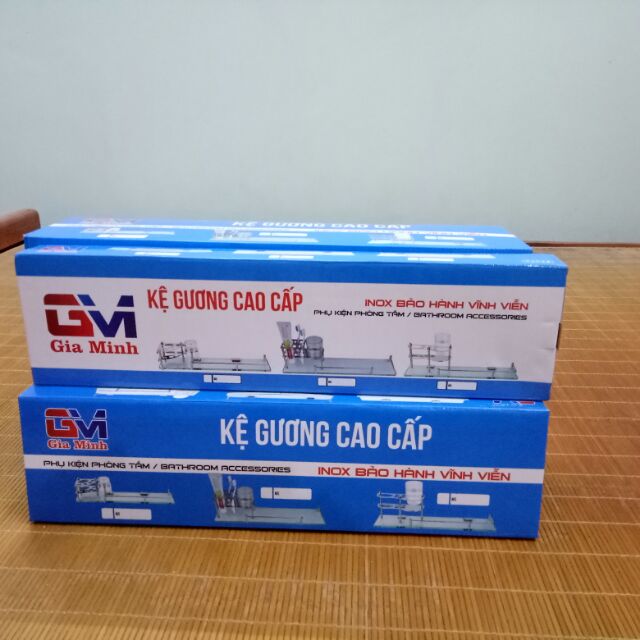 KỆ GƯƠNG CAO CẤP
GM
Gia Minh
KỆ GƯƠNG CAO CẤP
INOX BẢO HÀNH VĨNH VIỄN
PHỤ KIỆN PHÒNG TẮM / BATHROOM ACCESSORIES
GM
Gia Minh
KỆ GƯƠNG CAO CẤP
PHỤ KIỆN PHÒNG TẮM / BATHROOM ACCESSORIES
INOX BẢO HÀNH VĨNH VIỄN